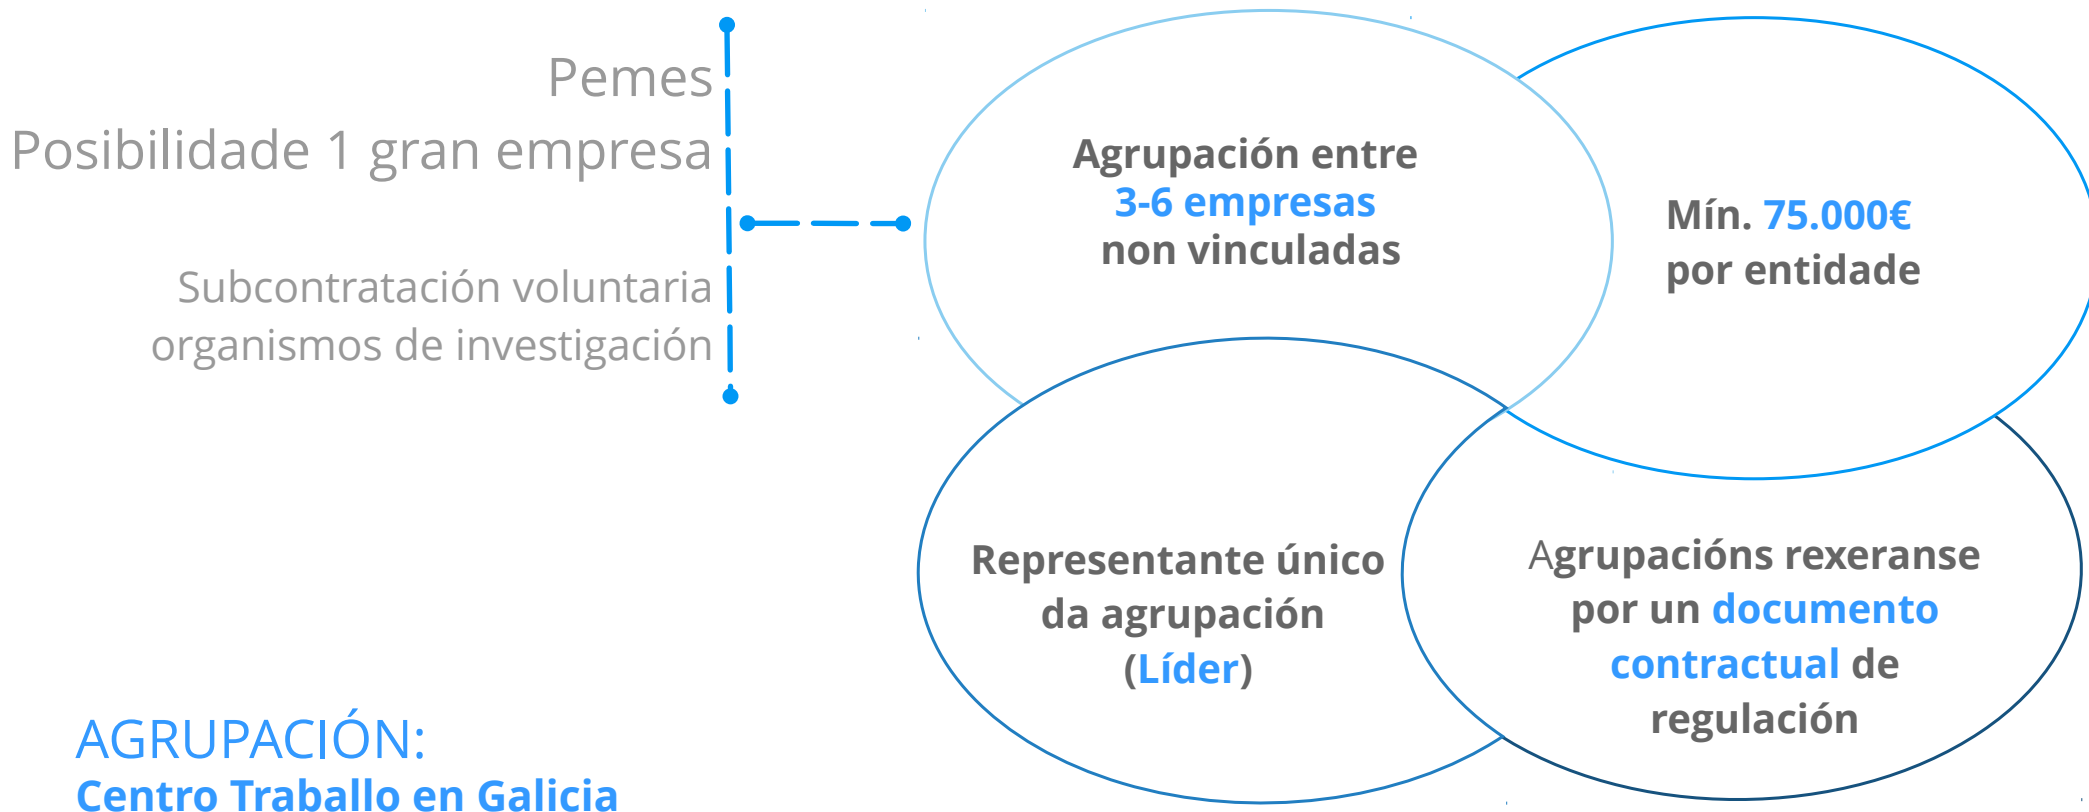 Pemes
Posibilidade 1 gran empresa
Subcontratación voluntaria
organismos de investigación
Agrupación entre
3-6 empresas
non vinculadas
Mín. 75.000€
por entidade
Representante único
da agrupación
(Líder)
Agrupacións rexeranse
por un documento
contractual de
regulación
AGRUPACIÓN:
Centro Traballo en Galicia